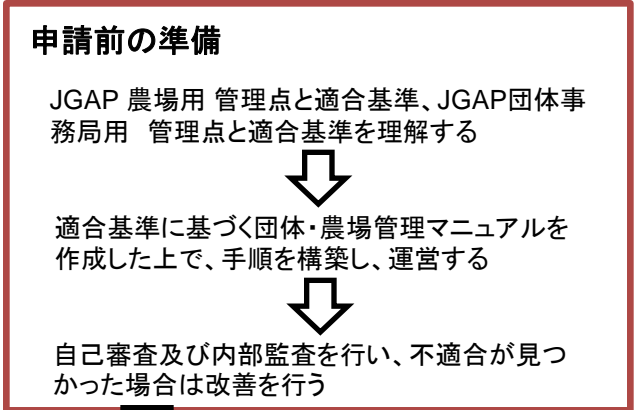 申請前の準備
JGAP 農場用 管理点と適合基準、JGAP団体事
務局用　管理点と適合基準を理解する
適合基準に基づく団体・農場管理マニュアルを
作成した上で、手順を構築し、運営する
自己審査及び内部監査を行い、不適合が見つ
かった場合は改善を行う